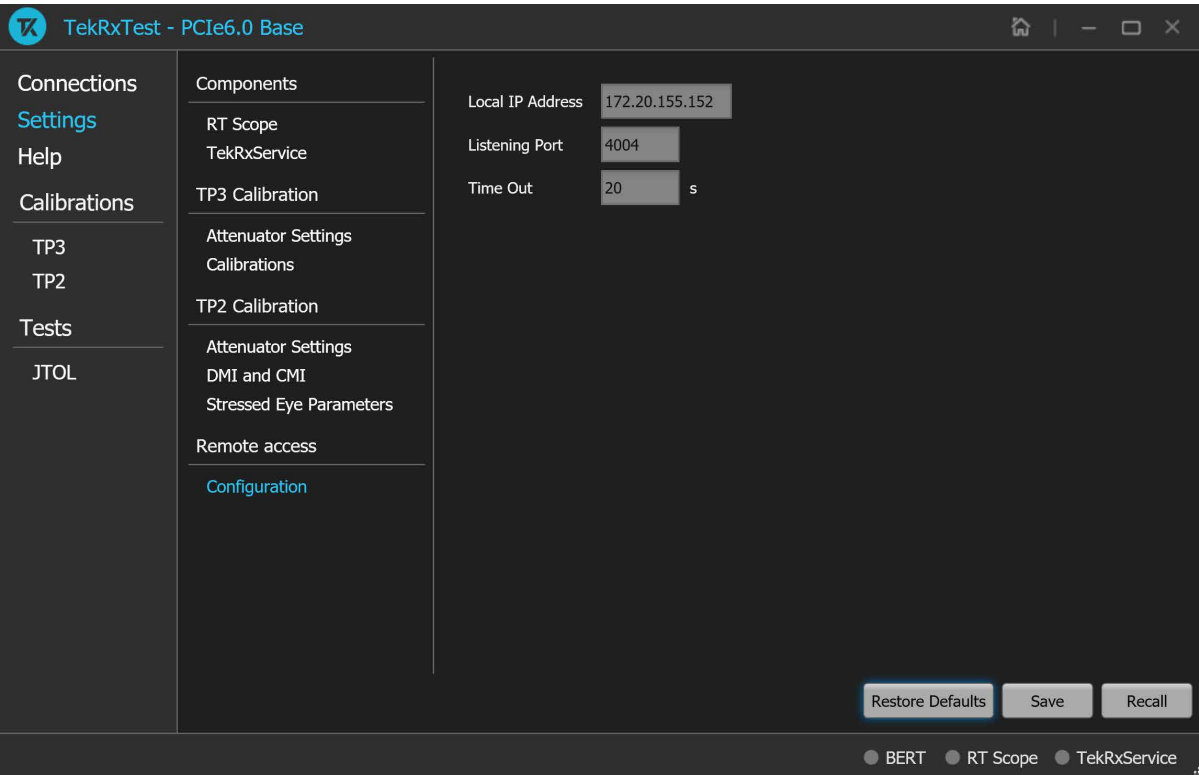 TekRxTest - PCIe6.0 Base
Connections
Settings
Help
Calibrations
TP3
TP2
Tests
JTOL
Components
RT Scope
TekRxService
TP3 Calibration
Attenuator Settings
Calibrations
TP2 Calibration
Attenuator Settings
DMI and CMI
Stressed Eye Parameters
Remote access
Configuration
Local IP Address 172.20.155.152
Listening Port 4004
Time Out 20 s
Restore Defaults Save Recall
BERT RT Scope TekRxService